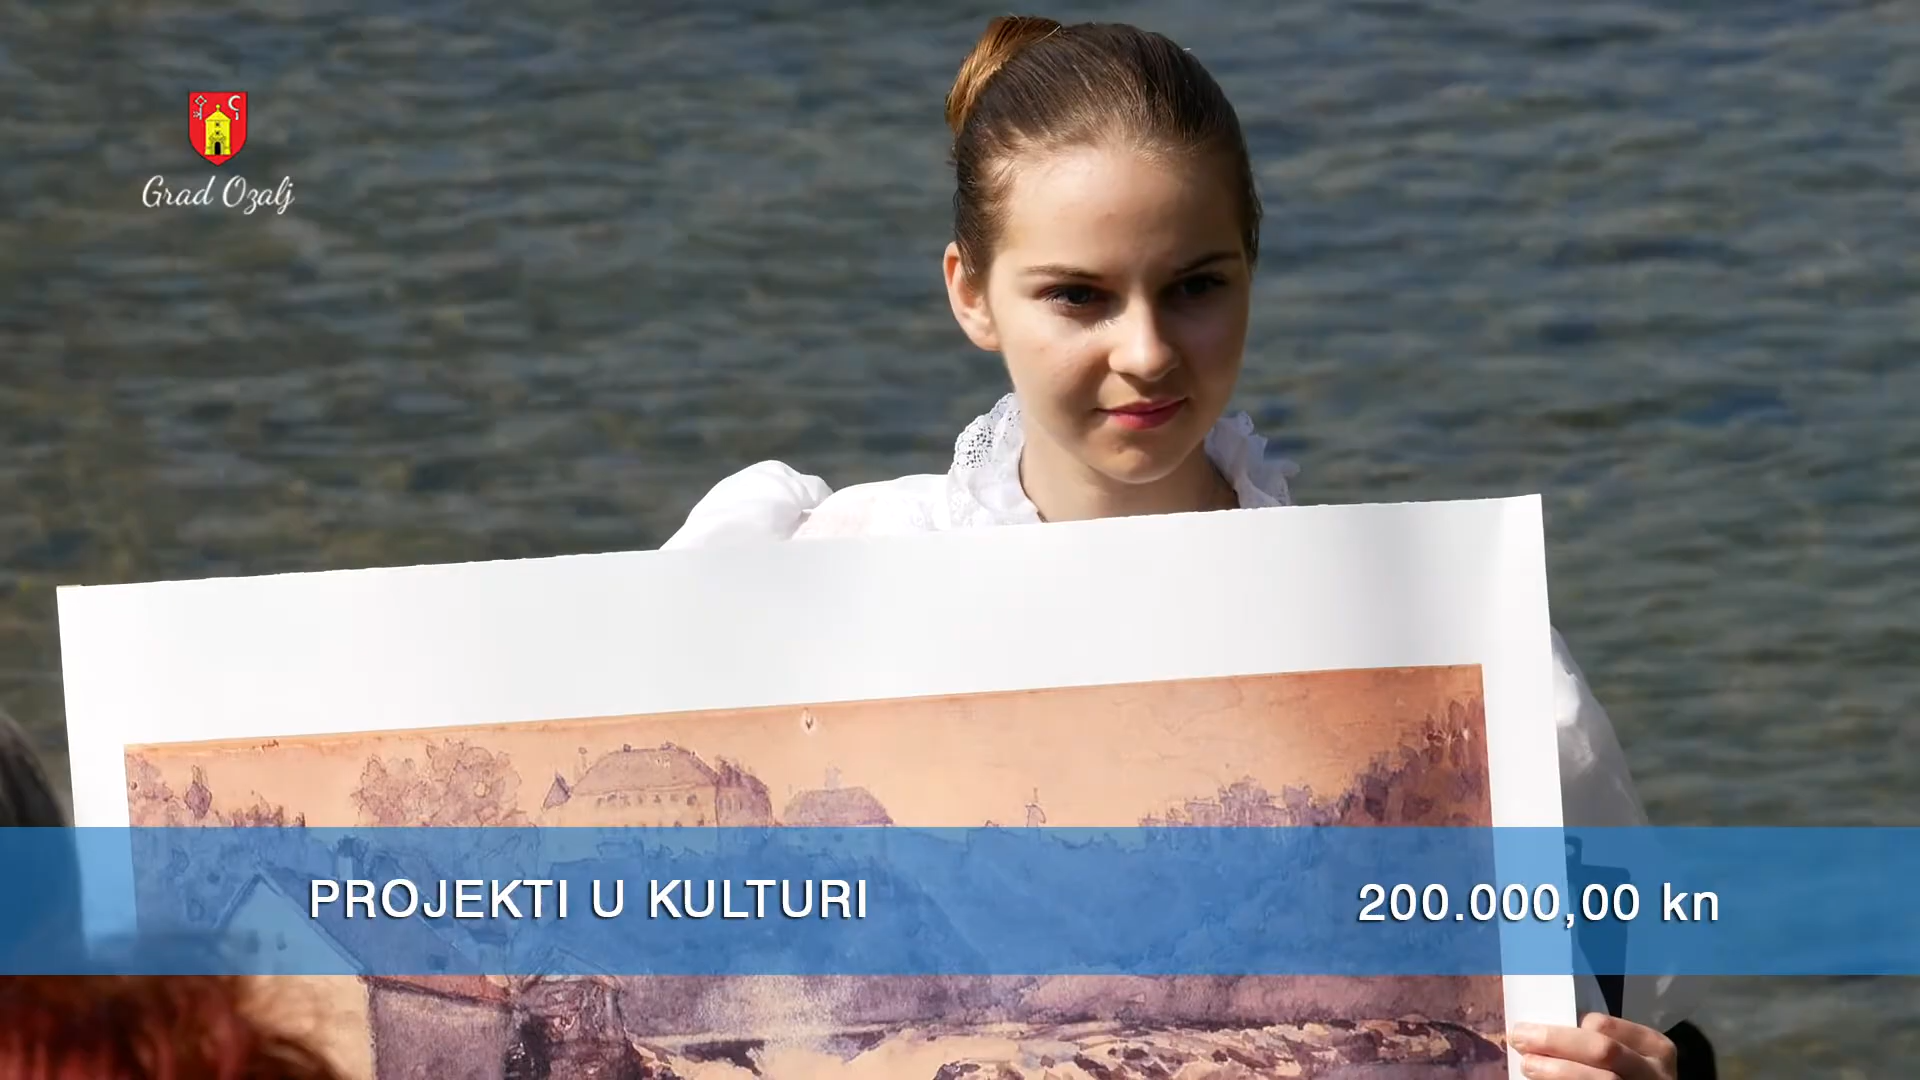 Grad Ozalj
PROJEKTI U KULTURI
200.000,00 kn